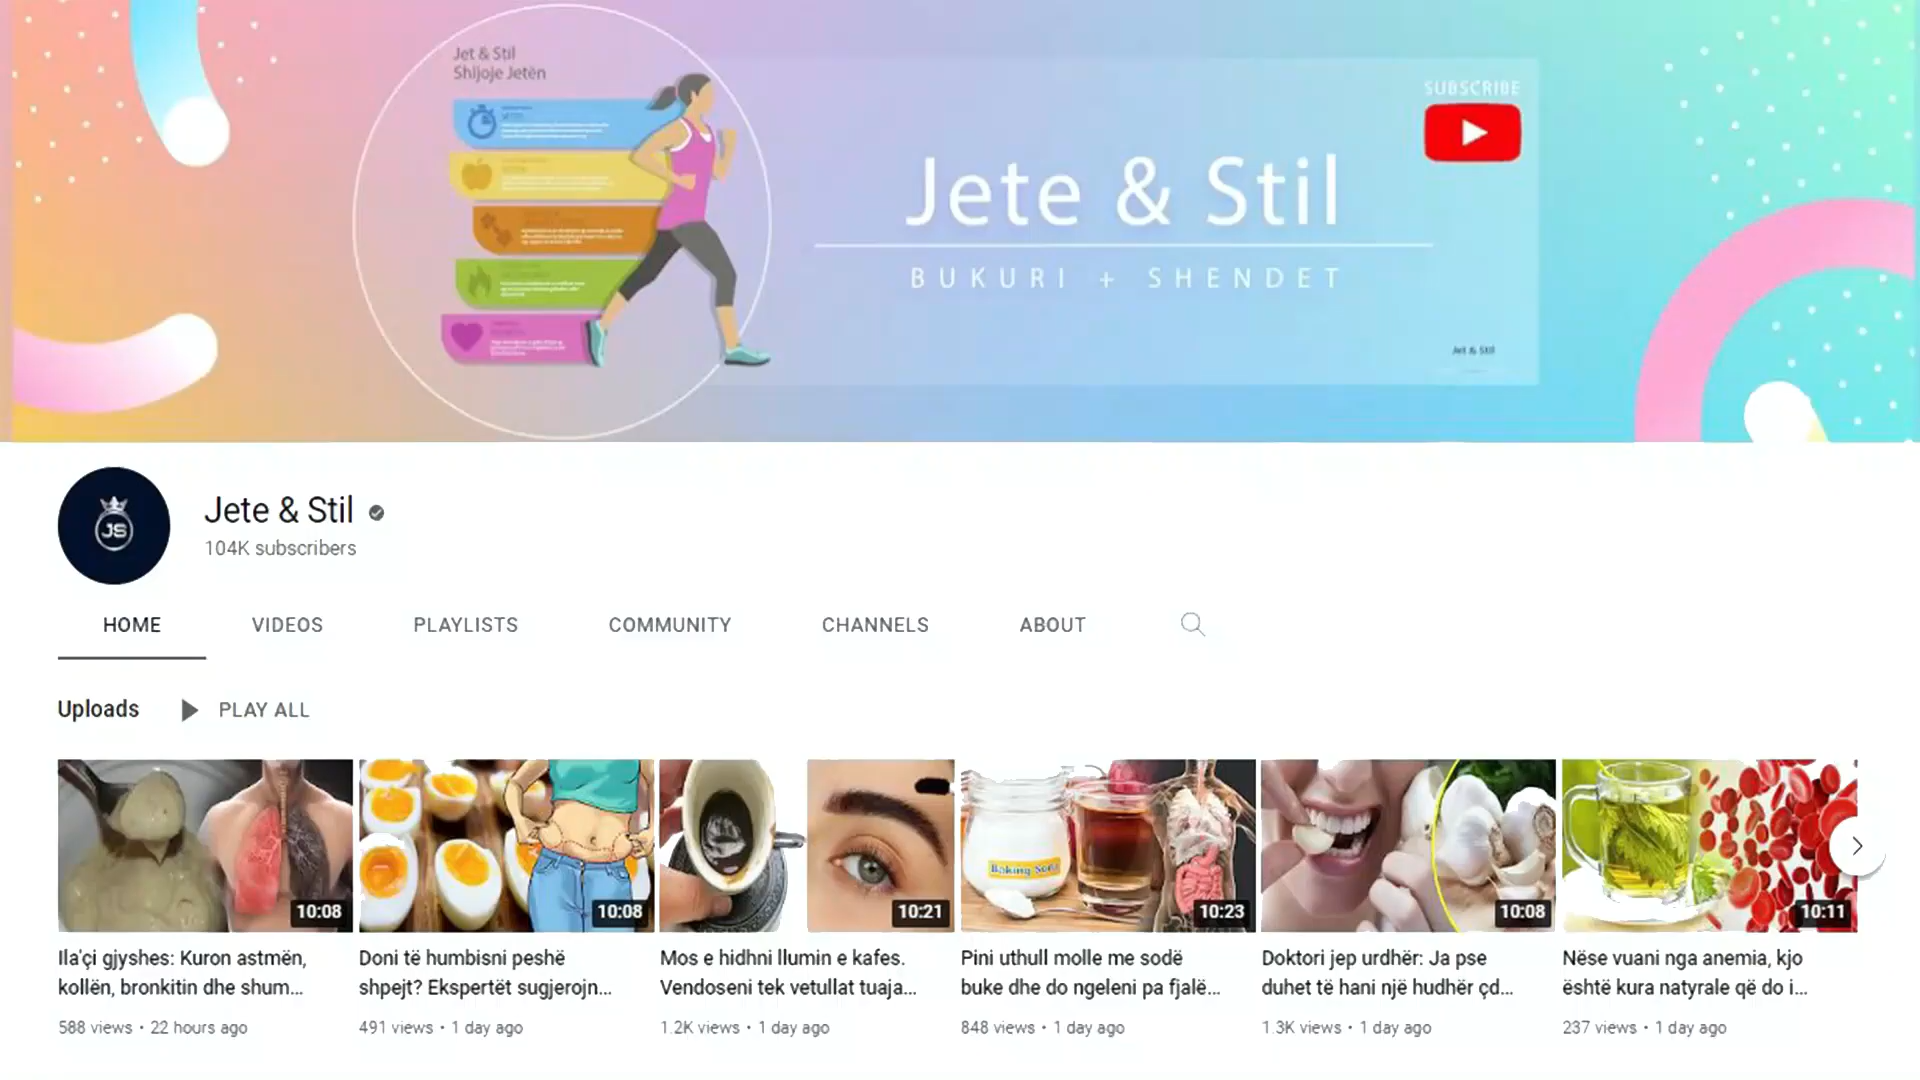 Jet & Stil
Shijoje Jetën
SUBSCRIBE
Jete & Stil
BUKURI + SHENDET
Jet & Stil
JS
Jete & Stil
104K subscribers
HOME VIDEOS PLAYLISTS COMMUNITY CHANNELS ABOUT
Uploads PLAY ALL
Baking Soda
10:08 10:08 10:21 10:23 10:08 10:11
Ila'çi gjyshes: Kuron astmën,
kollën, bronkitin dhe shum...
588 views • 22 hours ago
Doni të humbisni peshë
shpejt? Ekspertët sugjerojn...
491 views • 1 day ago
Mos e hidhni llumin e kafes.
Vendoseni tek vetullat tuaja...
1.2K views • 1 day ago
Pini uthull molle me sodë
buke dhe do ngeleni pa fjalë...
848 views • 1 day ago
Doktori jep urdhër: Ja pse
duhet të hani një hudhër çd...
1.3K views • 1 day ago
Nëse vuani nga anemia, kjo
është kura natyrale që do i...
237 views • 1 day ago